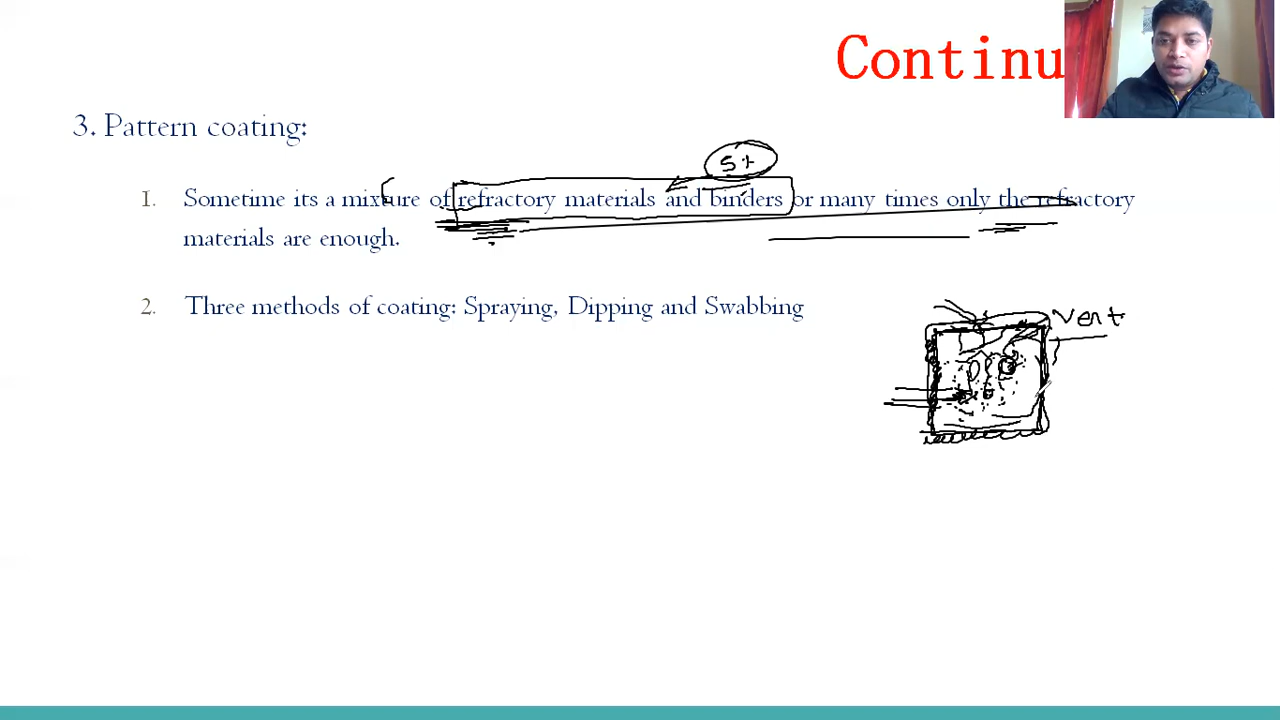 Continu
3. Pattern coating:
1. Sometime its a mixture of refractory materials and binders or many times only the refractory
materials are enough.
2. Three methods of coating: Spraying, Dipping and Swabbing
Vent